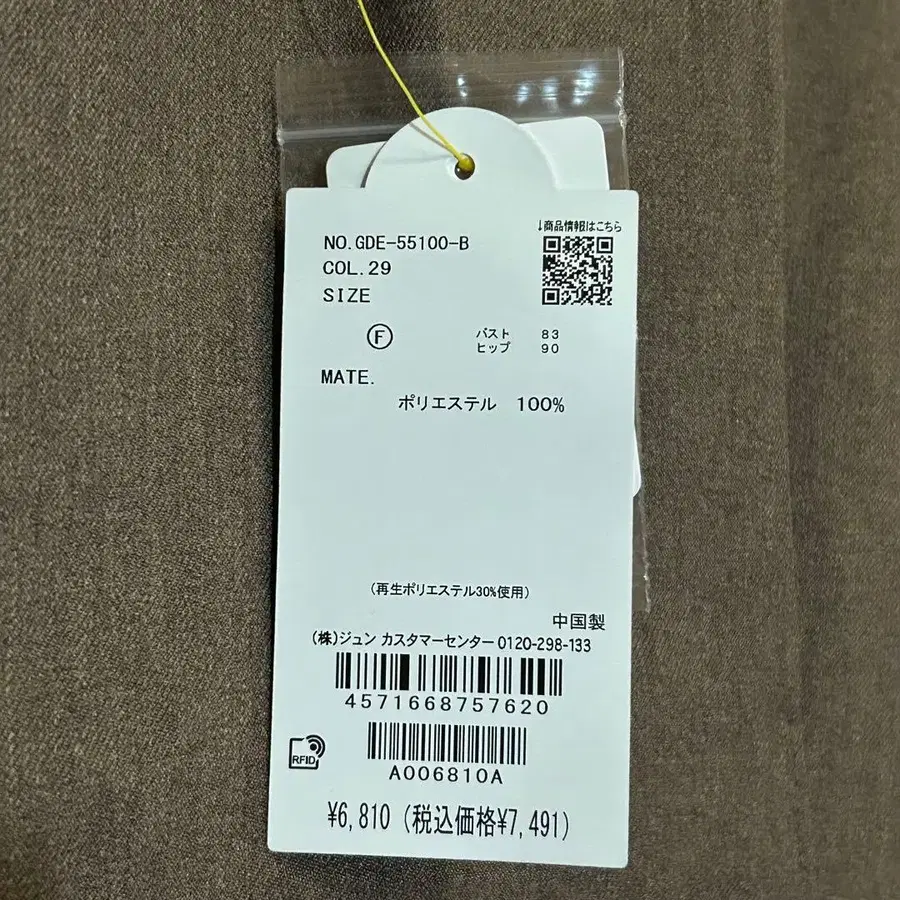 ↓商品情報はこちら
NO.GDE-55100-B
COL.29
SIZE
Ⓕ バスト 83
ヒップ 90
MATE.
ポリエステル 100%
(再生ポリエステル30%使用)
中国製
(株)ジュン カスタマーセンター 0120-298-133
4571668757620
RFID
A006810A
¥6,810 (税込価格¥7,491)